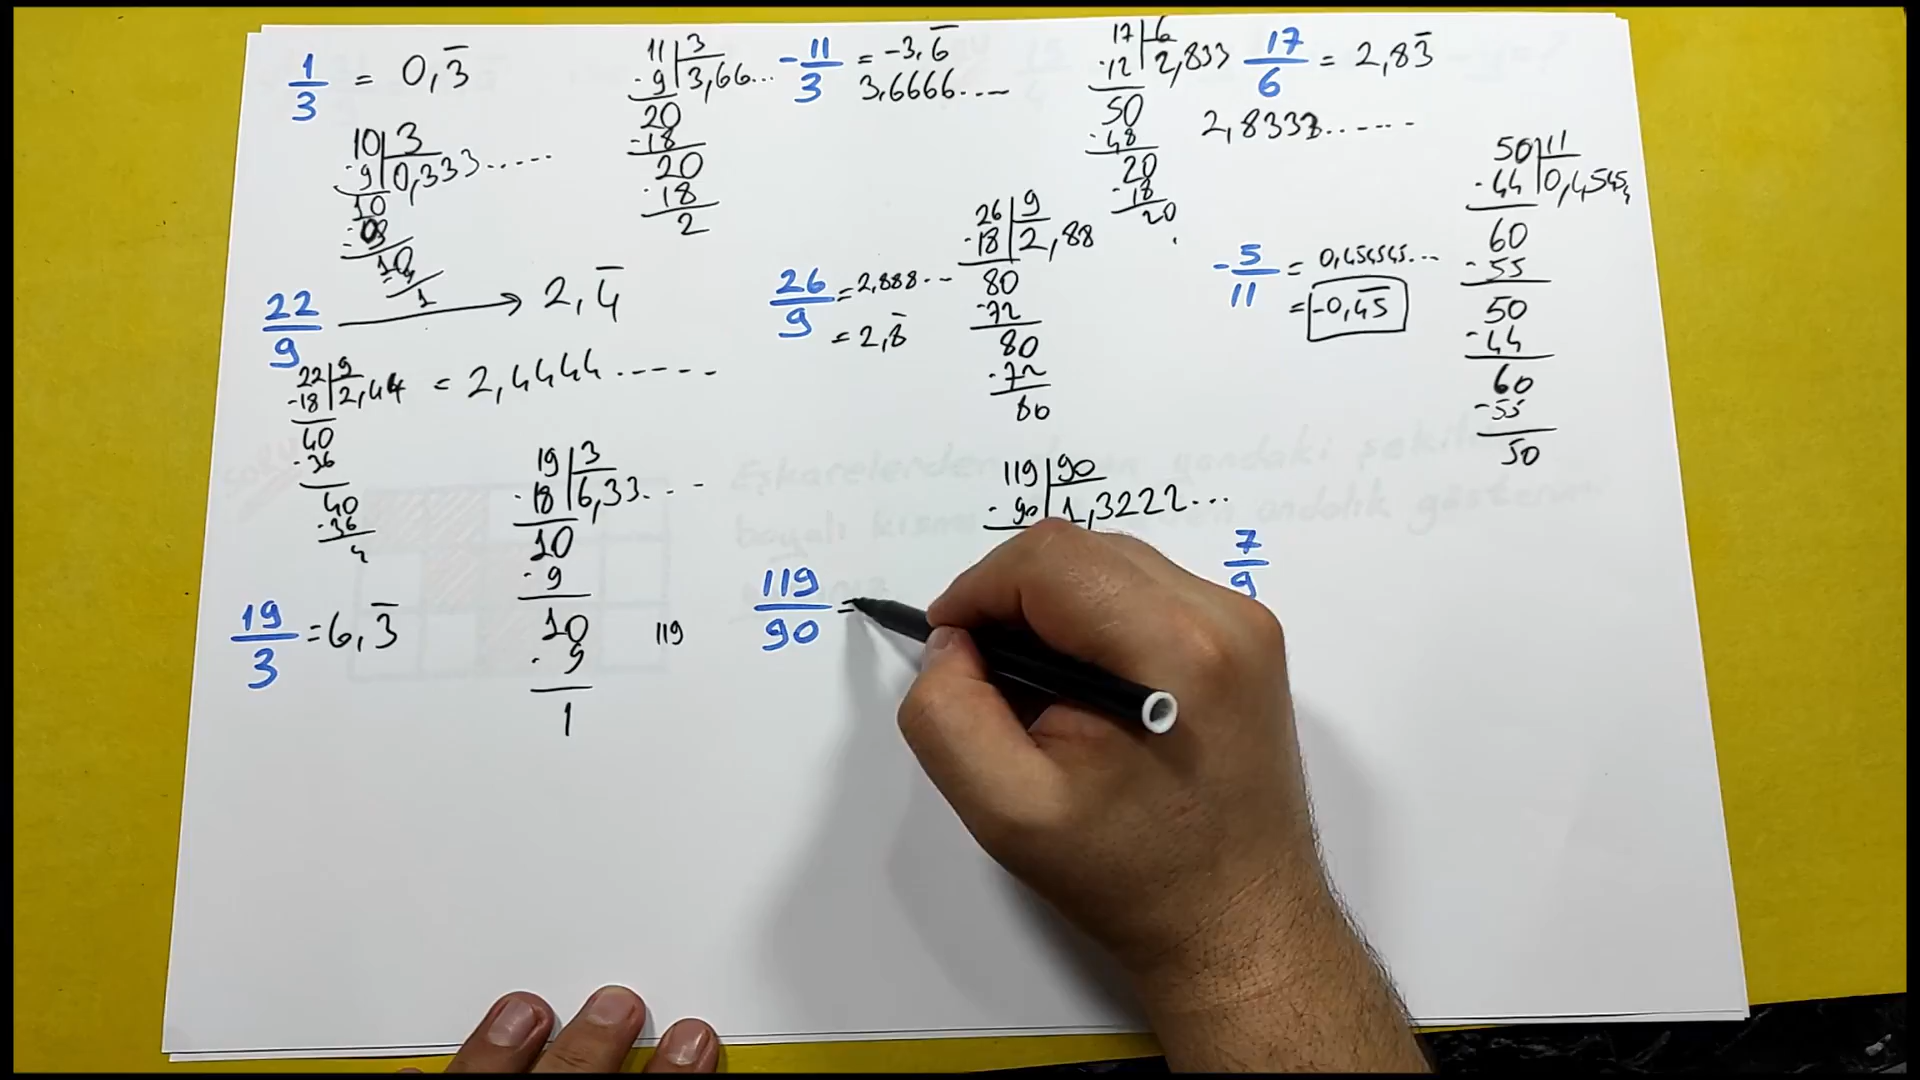 1/3 = 0,3̅
10 | 3
-9 | 0,333.....
10
10
1
11 | 3
-9 | 3,66...
20
-18
20
-18
2
-11/3 = -3,6̅
3,6666....
17 | 6
-12 | 2,833
50
-48
20
-18
20
17/6 = 2,83̅
2,8333......
50 | 11
-44 | 0,4545,
60
-55
50
-44
60
-55
50
22/9 → 2,4̅
22 | 9
-18 | 2,44
= 2,4444......
40
-36
40
-36
4
26/9 = 2,888...
= 2,8̅
26 | 9
-18 | 2,88
80
-72
80
-72
80
-5/11 = 0,454545...
= -0,4̅5̅
19/3 = 6,3̅
19 | 3
-18 | 6,33...
10
-9
10
-9
1
119
119/90 =
119 | 90
-90 | 1,3222...
7/9